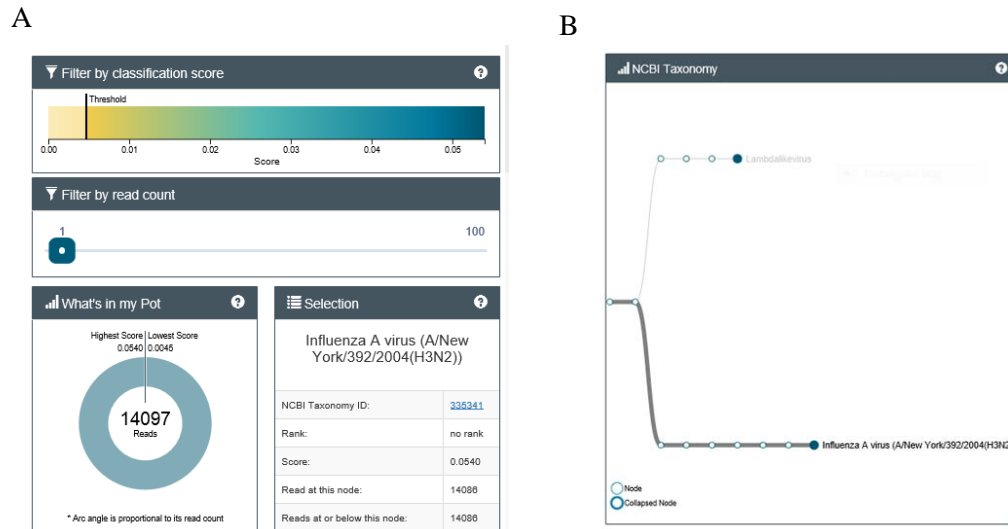 A
Filter by classification score
?
Threshold
0.00 0.01 0.02 0.03 0.04 0.05
Score
Filter by read count
1 100
What's in my Pot ?
Highest Score Lowest Score
0.0540 0.0045
14097
Reads
* Arc angle is proportional to its read count
Selection ?
Influenza A virus (A/New
York/392/2004(H3N2))
NCBI Taxonomy ID: 335341
Rank: no rank
Score: 0.0540
Read at this node: 14086
Reads at or below this node: 14086
B
NCBI Taxonomy ?
Lambdalikevirus
Influenza A virus (A/New York/392/2004(H3N2
Node
Collapsed Node